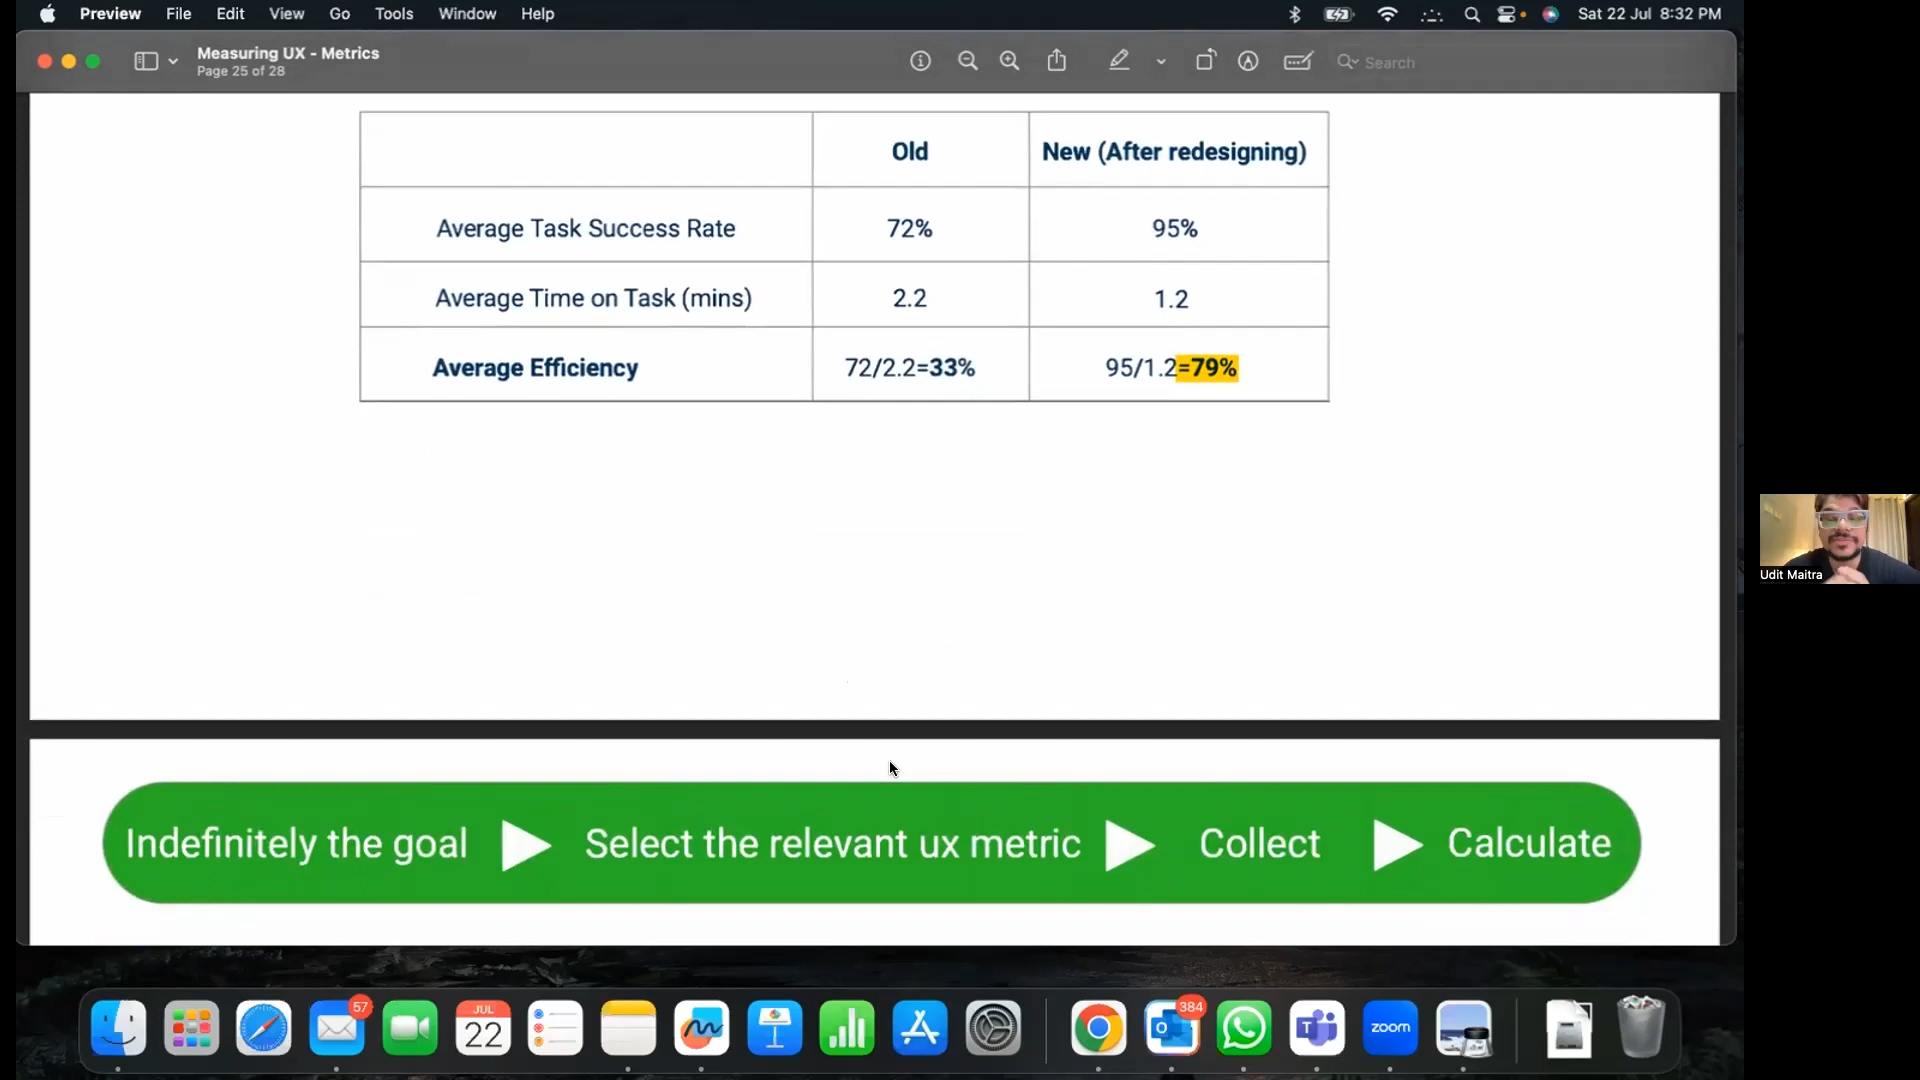 Preview File Edit View Go Tools Window Help Sat 22 Jul 8:32 PM
Measuring UX - Metrics
Page 25 of 28
Search
Old New (After redesigning)
Average Task Success Rate 72% 95%
Average Time on Task (mins) 2.2 1.2
Average Efficiency 72/2.2=33% 95/1.2=79%
Udit Maitra
Indefinitely the goal Select the relevant ux metric Collect Calculate
57
JUL
22
384
zoom